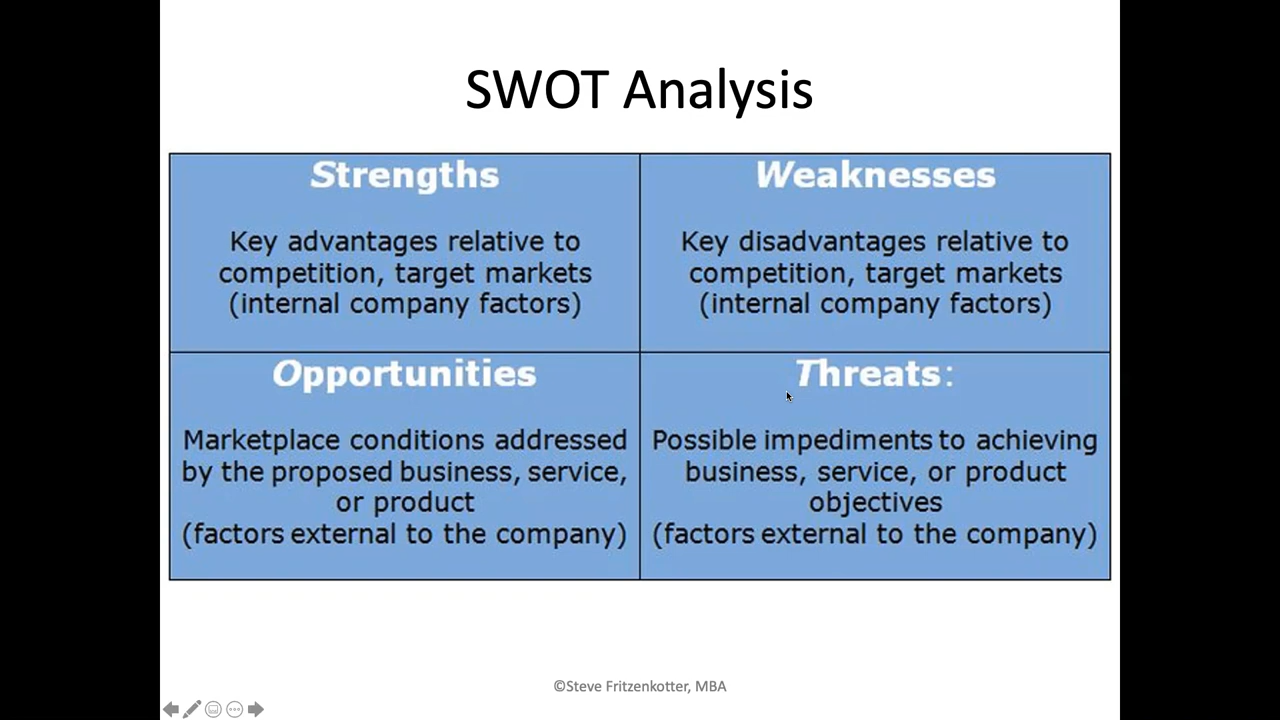 SWOT Analysis
Strengths
Key advantages relative to
competition, target markets
(internal company factors)
Weaknesses
Key disadvantages relative to
competition, target markets
(internal company factors)
Opportunities
Marketplace conditions addressed
by the proposed business, service,
or product
(factors external to the company)
Threats:
Possible impediments to achieving
business, service, or product
objectives
(factors external to the company)
©Steve Fritzenkotter, MBA